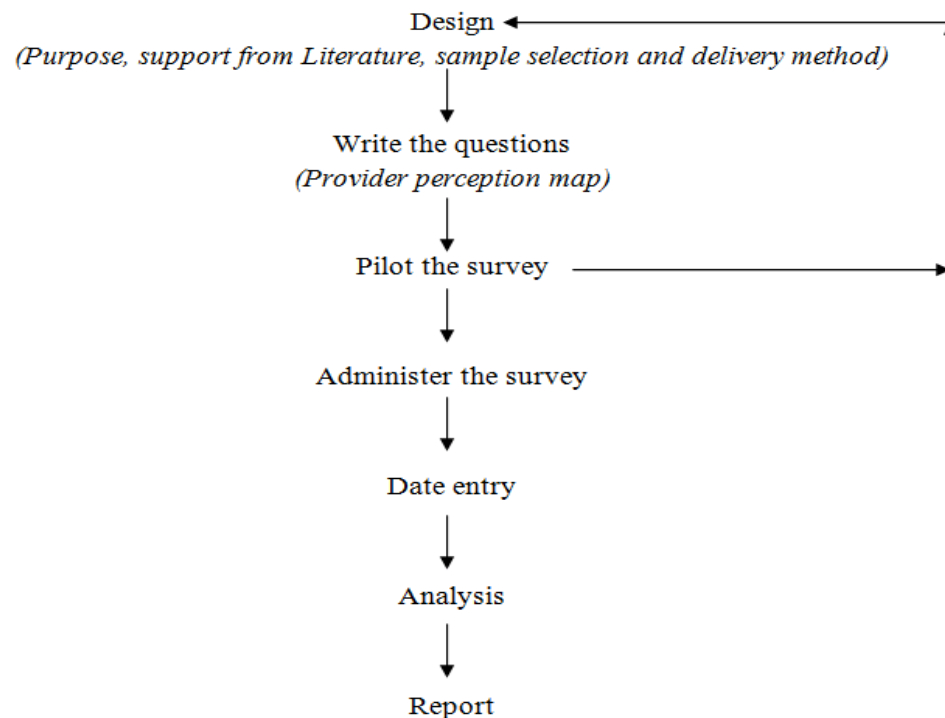 Design
(Purpose, support from Literature, sample selection and delivery method)
Write the questions
(Provider perception map)
Pilot the survey
Administer the survey
Date entry
Analysis
Report